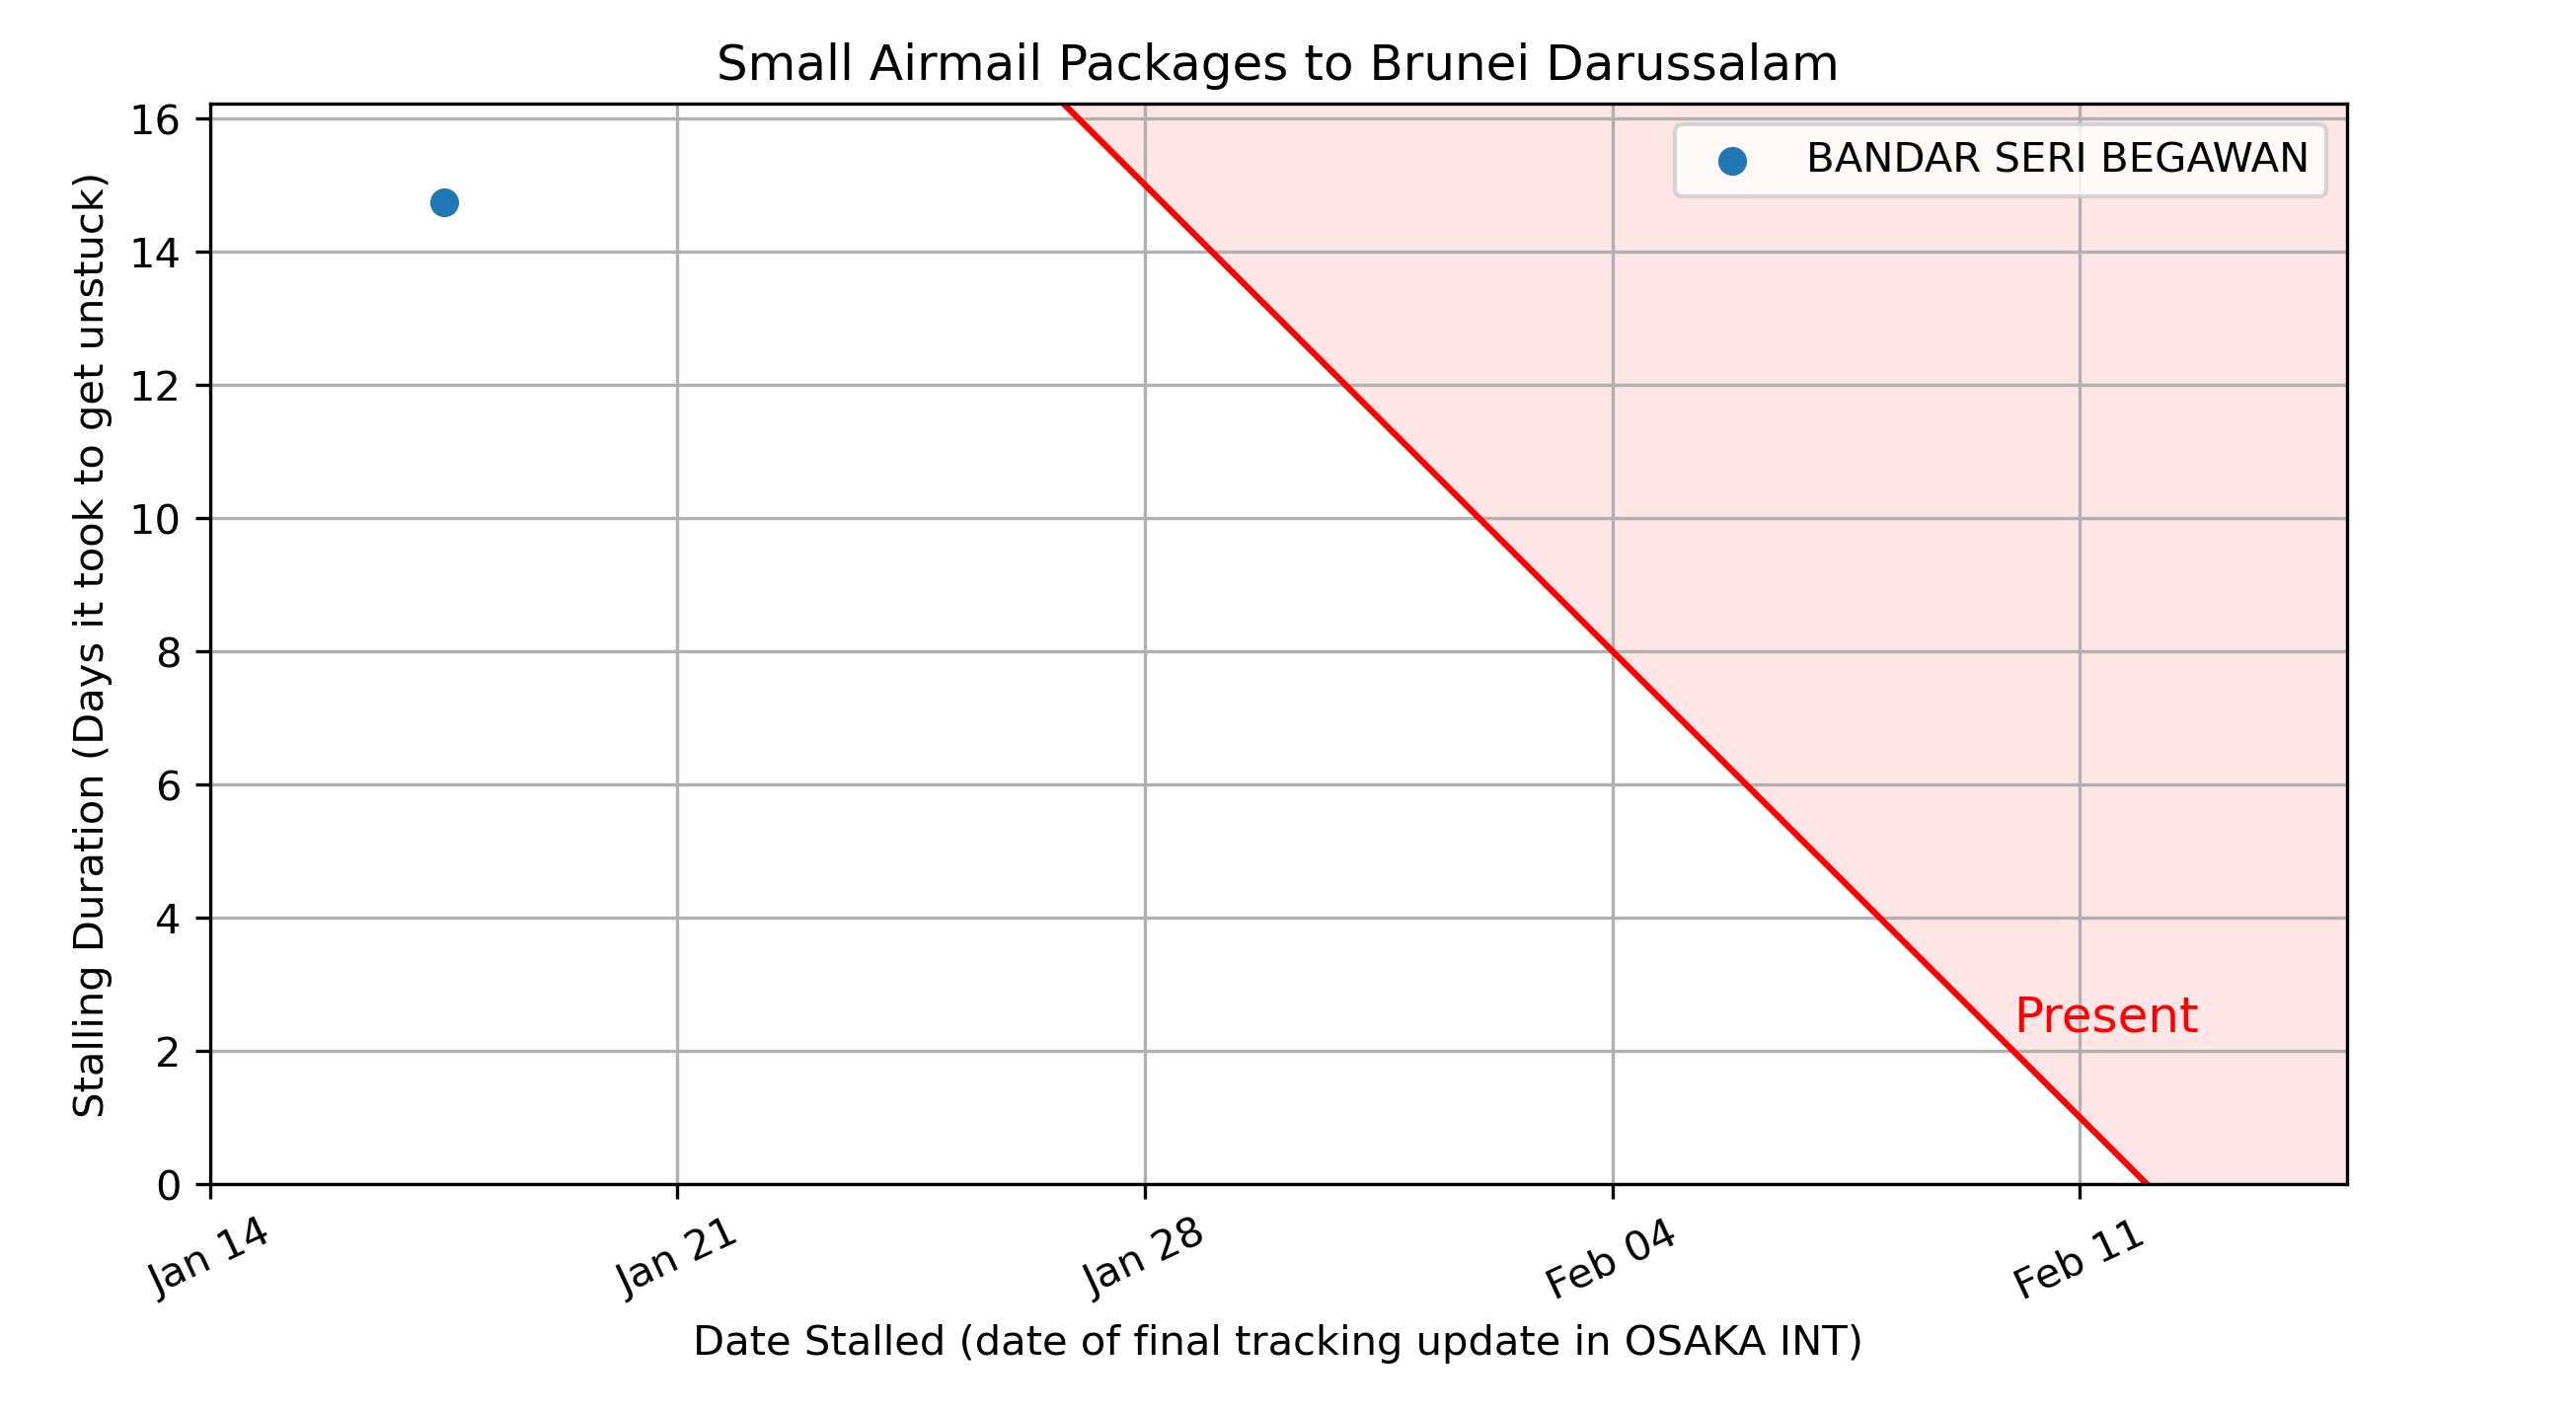 Small Airmail Packages to Brunei Darussalam
BANDAR SERI BEGAWAN
Stalling Duration (Days it took to get unstuck)
16
14
12
10
8
6
4
2
0
Present
Jan 14
Jan 21
Jan 28
Feb 04
Feb 11
Date Stalled (date of final tracking update in OSAKA INT)